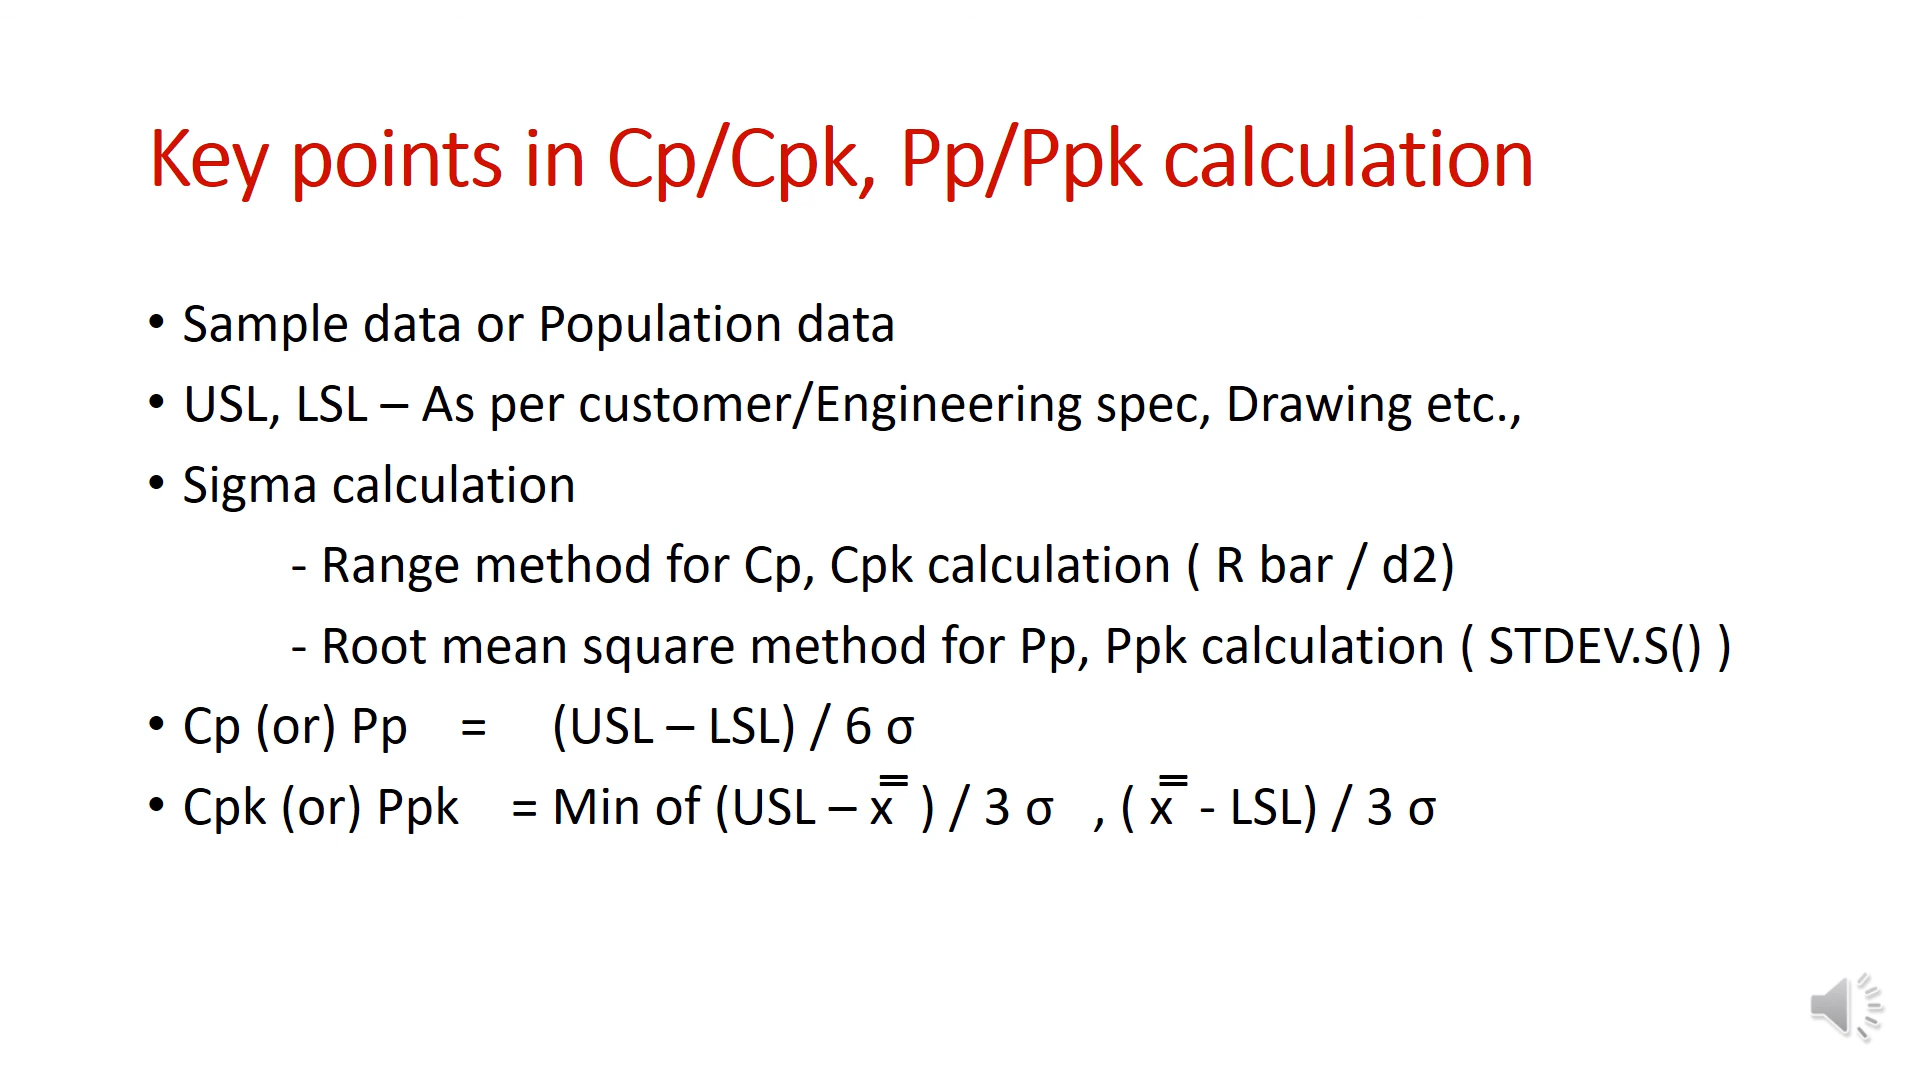 Key points in Cp/Cpk, Pp/Ppk calculation
• Sample data or Population data
• USL, LSL – As per customer/Engineering spec, Drawing etc.,
• Sigma calculation
- Range method for Cp, Cpk calculation ( R bar / d2)
- Root mean square method for Pp, Ppk calculation ( STDEV.S() )
• Cp (or) Pp = (USL – LSL) / 6 σ
• Cpk (or) Ppk = Min of (USL – x̿ ) / 3 σ , ( x̿ - LSL) / 3 σ